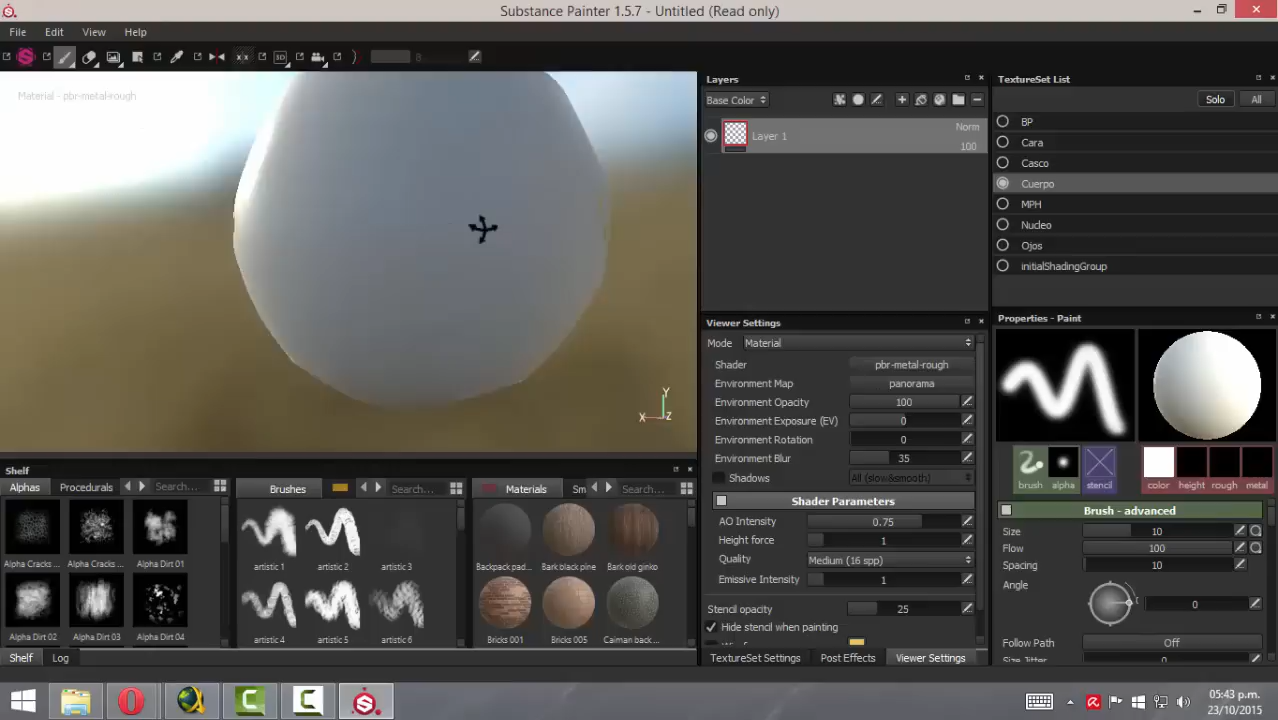 Substance Painter 1.5.7 - Untitled (Read only)
File Edit View Help
3D
8
Material - pbr-metal-rough
Y
X Z
Layers
Base Color
Layer 1
Norm
100
TextureSet List
Solo All
BP
Cara
Casco
Cuerpo
MPH
Nucleo
Ojos
initialShadingGroup
Viewer Settings
Mode Material
Shader pbr-metal-rough
Environment Map panorama
Environment Opacity 100
Environment Exposure (EV) 0
Environment Rotation 0
Environment Blur 35
Shadows All (slow&smooth)
Shader Parameters
AO Intensity 0.75
Height force 1
Quality Medium (16 spp)
Emissive Intensity 1
Stencil opacity 25
Hide stencil when painting
TextureSet Settings Post Effects Viewer Settings
Properties - Paint
brush alpha stencil color height rough metal
Brush - advanced
Size 10
Flow 100
Spacing 10
Angle 0
Follow Path Off
Size Jitter 0
Shelf
Alphas Procedurals Search...
Alpha Cracks ... Alpha Cracks ... Alpha Dirt 01
Alpha Dirt 02 Alpha Dirt 03 Alpha Dirt 04
Brushes Search...
artistic 1 artistic 2 artistic 3
artistic 4 artistic 5 artistic 6
Materials Sm Search...
Backpack pad... Bark black pine Bark old ginko
Bricks 001 Bricks 005 Caiman back ...
Shelf Log
05:43 p.m.
23/10/2015